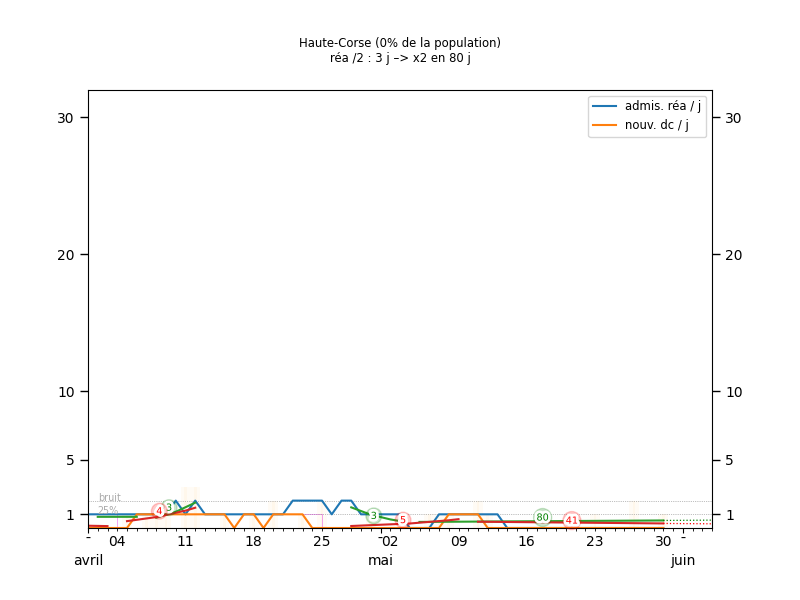 Haute-Corse (0% de la population)
réa /2 : 3 j –> x2 en 80 j
admis. réa / j
nouv. dc / j
30 30
20 20
10 10
5 5
bruit
25%
1 1
4 3 3 5 80 41
- 04 11 18 25 - 02 09 16 23 30 -
avril mai juin